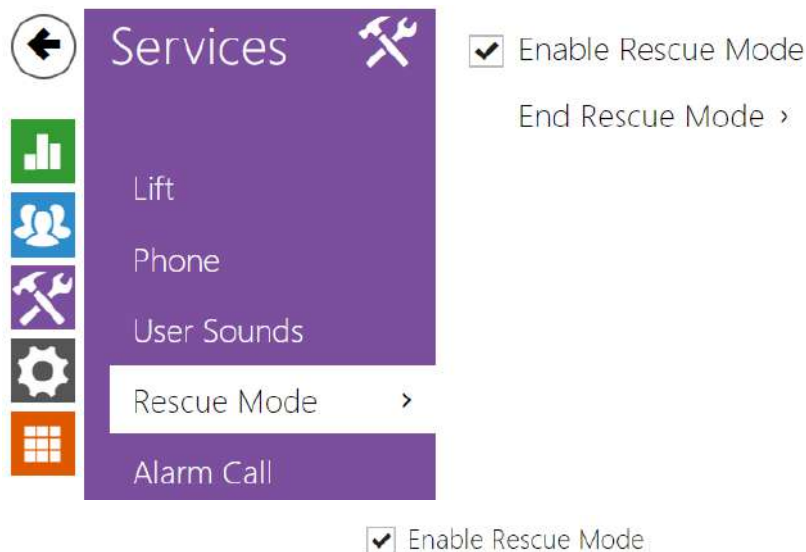 Services
Lift
Phone
User Sounds
Rescue Mode
Alarm Call
Enable Rescue Mode
End Rescue Mode ›
Enable Rescue Mode